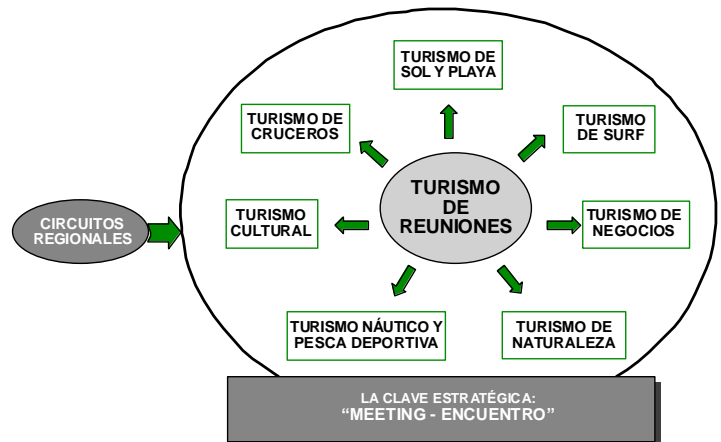 TURISMO DE
SOL Y PLAYA
TURISMO DE
CRUCEROS
TURISMO
DE SURF
TURISMO
DE
REUNIONES
CIRCUITOS
REGIONALES
TURISMO
CULTURAL
TURISMO DE
NEGOCIOS
TURISMO NÁUTICO Y
PESCA DEPORTIVA
TURISMO DE
NATURALEZA
LA CLAVE ESTRATÉGICA:
“MEETING - ENCUENTRO”